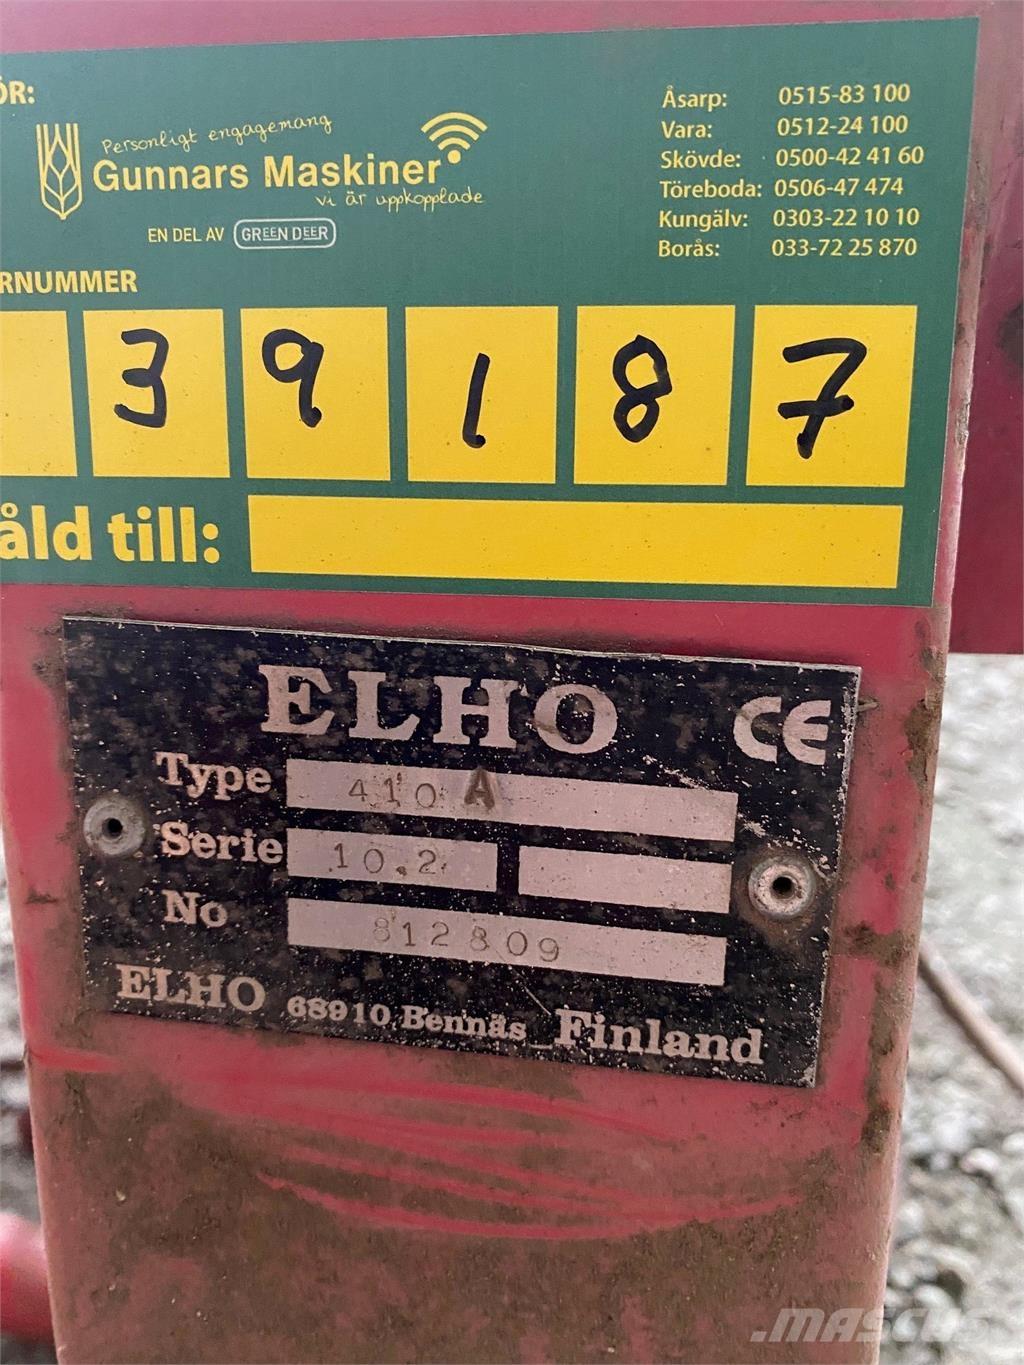 ÖR:
Personligt engagemang
Gunnars Maskiner
vi är uppkopplade
EN DEL AV GREEN DEER
Åsarp: 0515-83 100
Vara: 0512-24 100
Skövde: 0500-42 41 60
Töreboda: 0506-47 474
Kungälv: 0303-22 10 10
Borås: 033-72 25 870
RNUMMER
3 9 1 8 7
åld till:
ELHO CE
Type 410 A
Serie 10.2
No 812809
ELHO 68910 Bennäs Finland
MASCUS